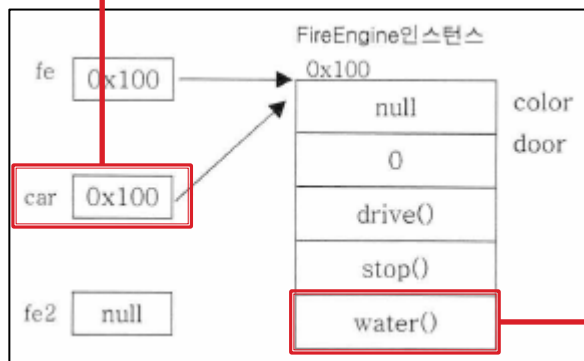 FireEngine인스턴스
fe 0x100 0x100
null color
door
0
car 0x100 drive()
stop()
fe2 null water()